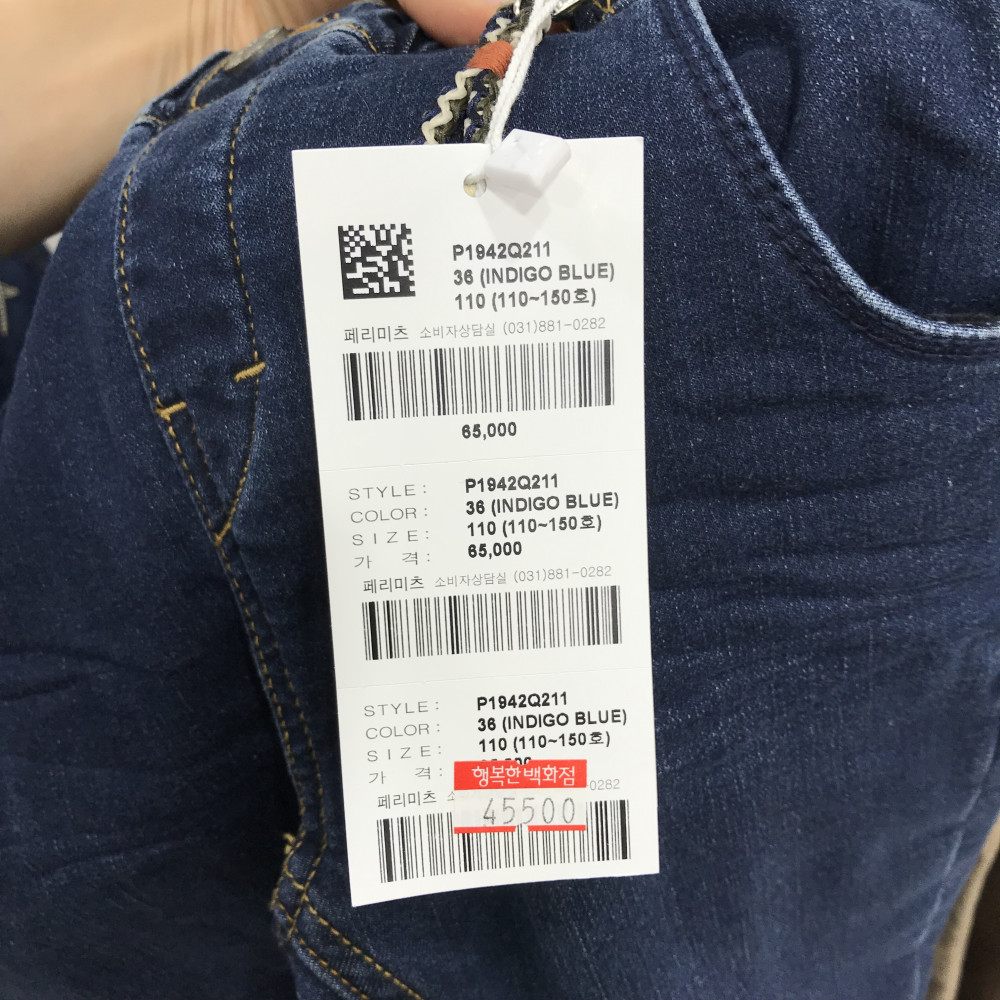 P1942Q211
36 (INDIGO BLUE)
110 (110~150호)
페리미츠 소비자상담실 (031)881-0282
65,000
STYLE: P1942Q211
COLOR: 36 (INDIGO BLUE)
SIZE: 110 (110~150호)
가 격: 65,000
페리미츠 소비자상담실 (031)881-0282
STYLE: P1942Q211
COLOR: 36 (INDIGO BLUE)
SIZE: 110 (110~150호)
가 격:
행복한백화점
페리미츠 0282
45500